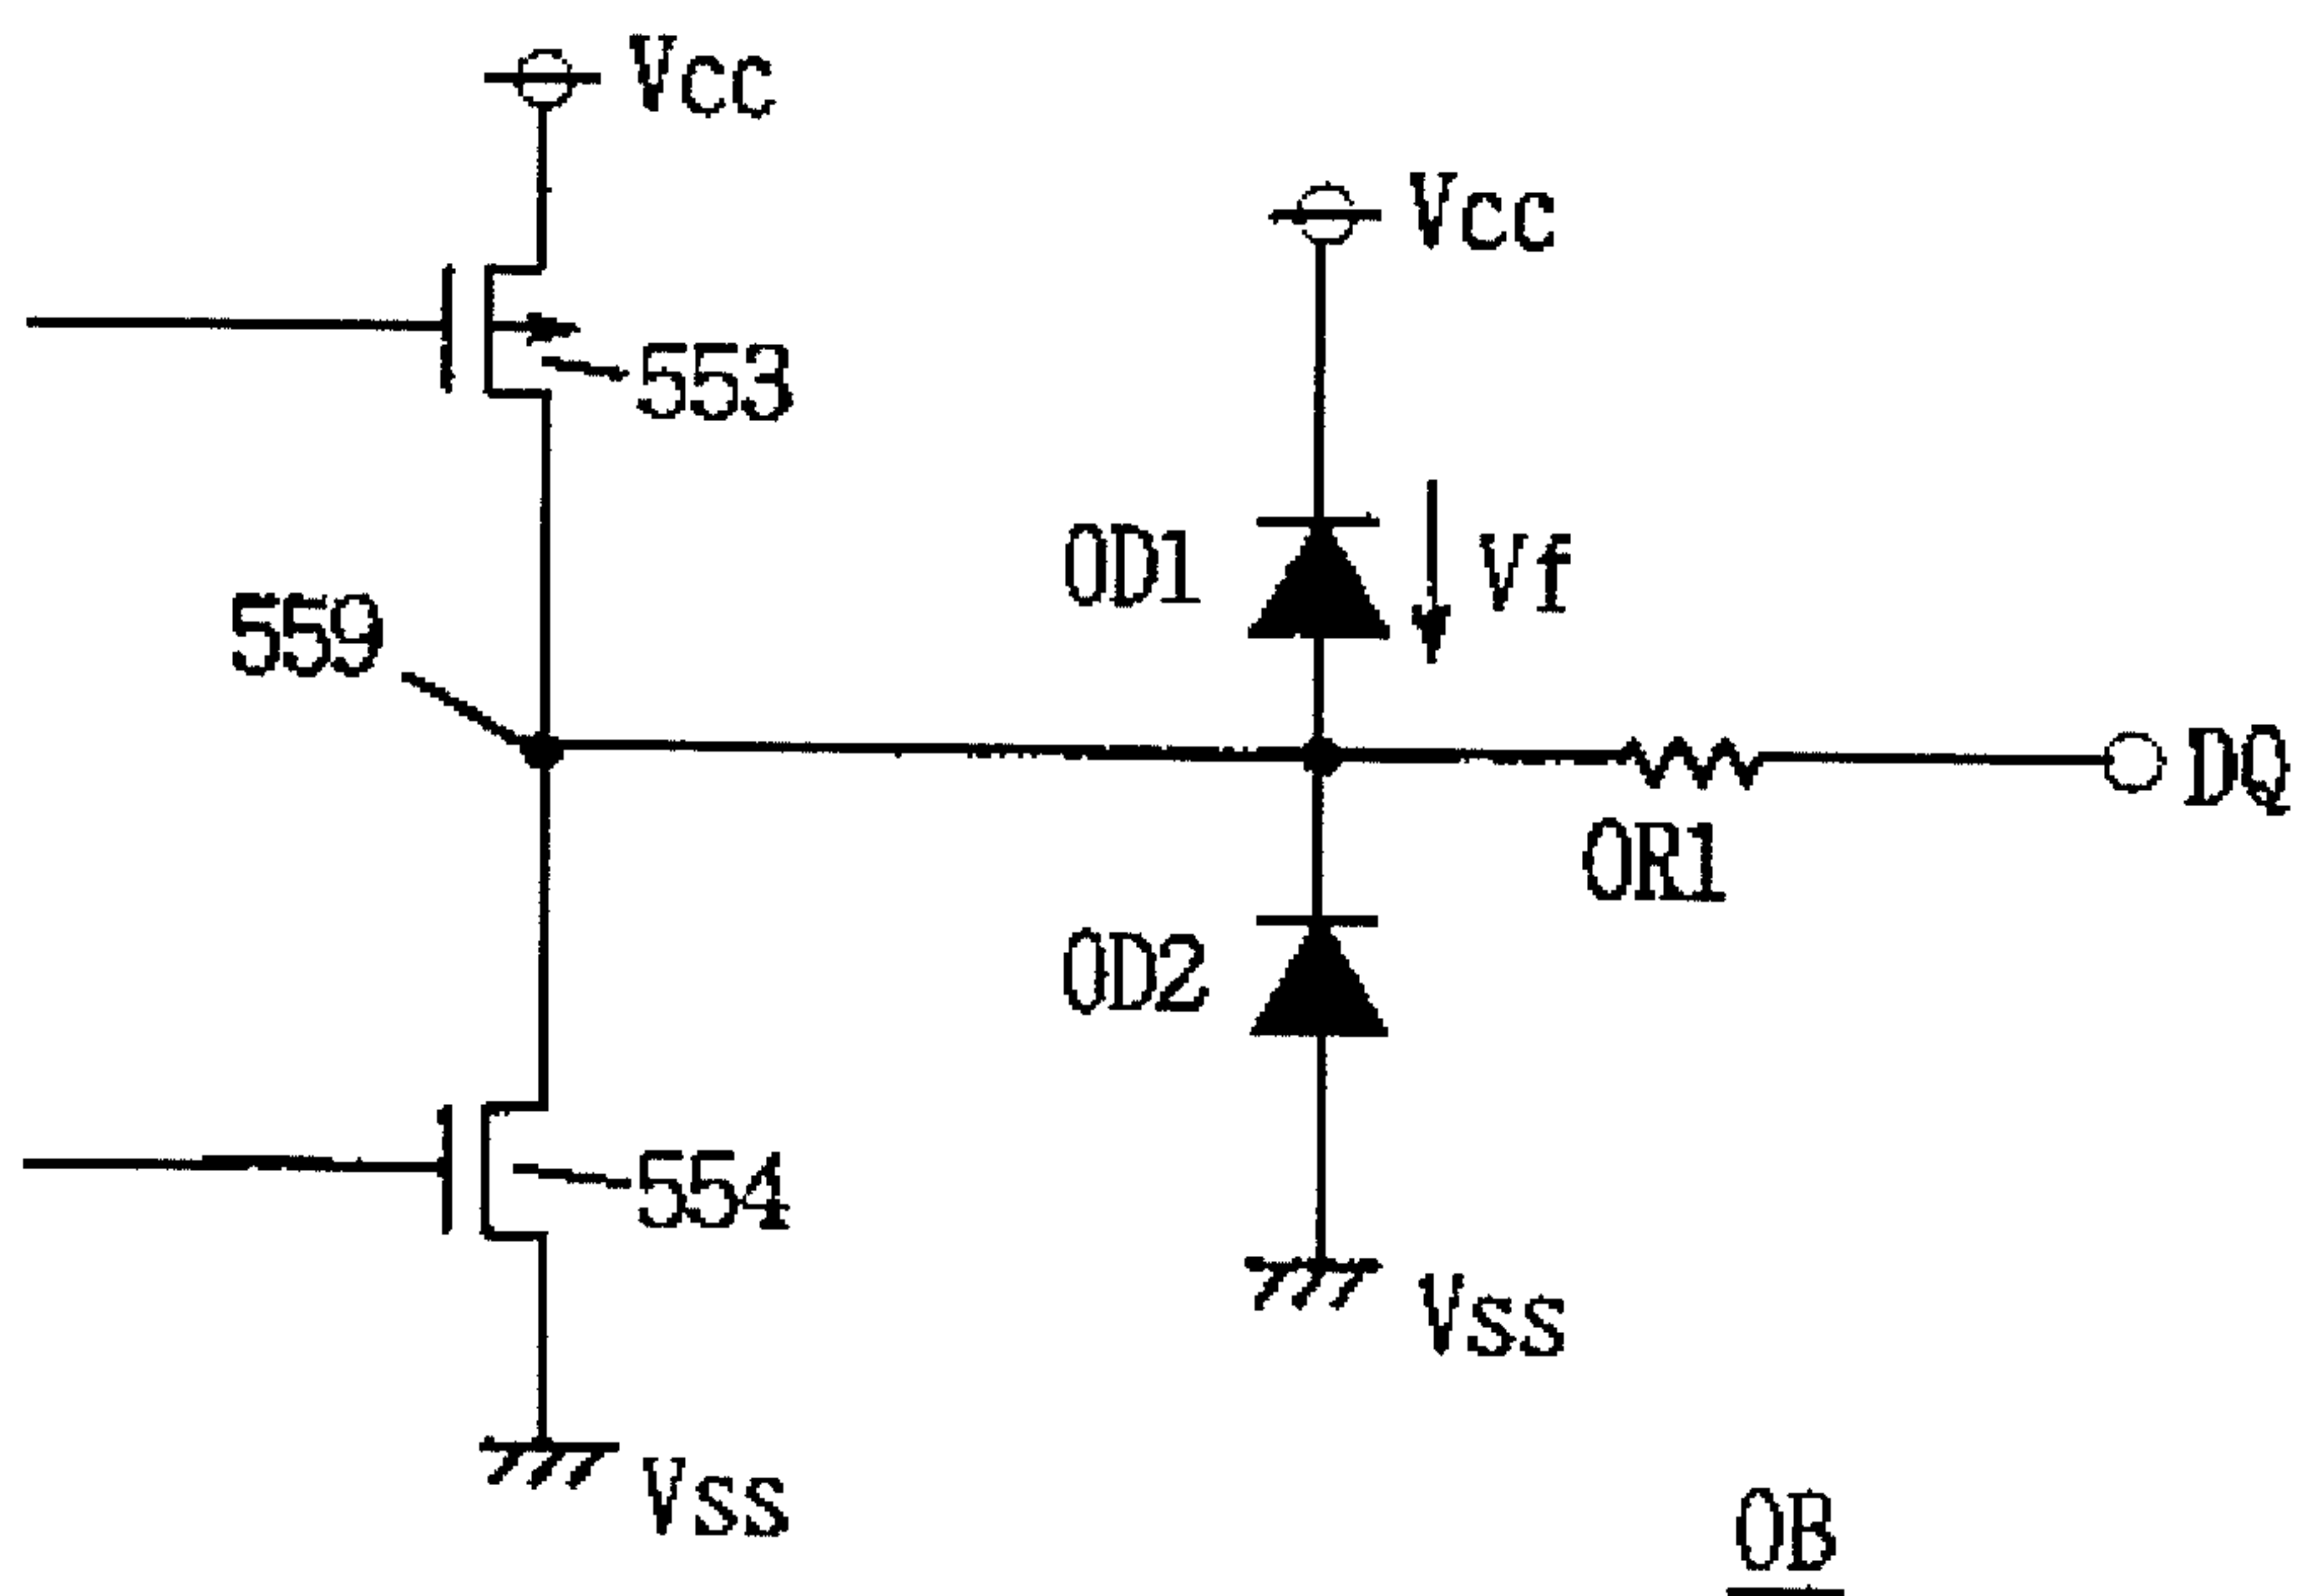 Vcc
Vcc
553
OD1
Vf
559
DQ
OR1
OD2
554
Vss
Vss
OB